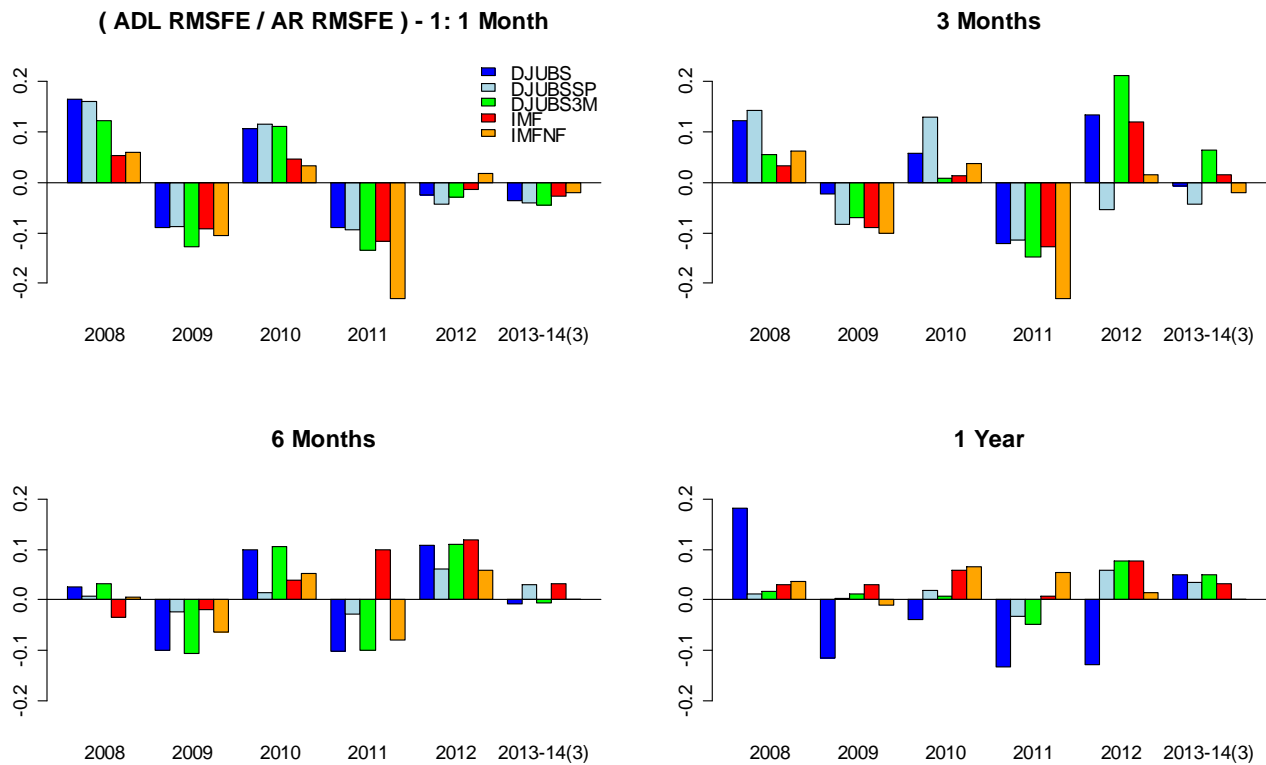 ( ADL RMSFE / AR RMSFE ) - 1: 1 Month
0.2
0.1
0.0
-0.1
-0.2
DJUBS
DJUBSSP
DJUBS3M
IMF
IMFNF
2008 2009 2010 2011 2012 2013-14(3)
3 Months
0.2
0.1
0.0
-0.1
-0.2
2008 2009 2010 2011 2012 2013-14(3)
6 Months
0.2
0.1
0.0
-0.1
-0.2
2008 2009 2010 2011 2012 2013-14(3)
1 Year
0.2
0.1
0.0
-0.1
-0.2
2008 2009 2010 2011 2012 2013-14(3)